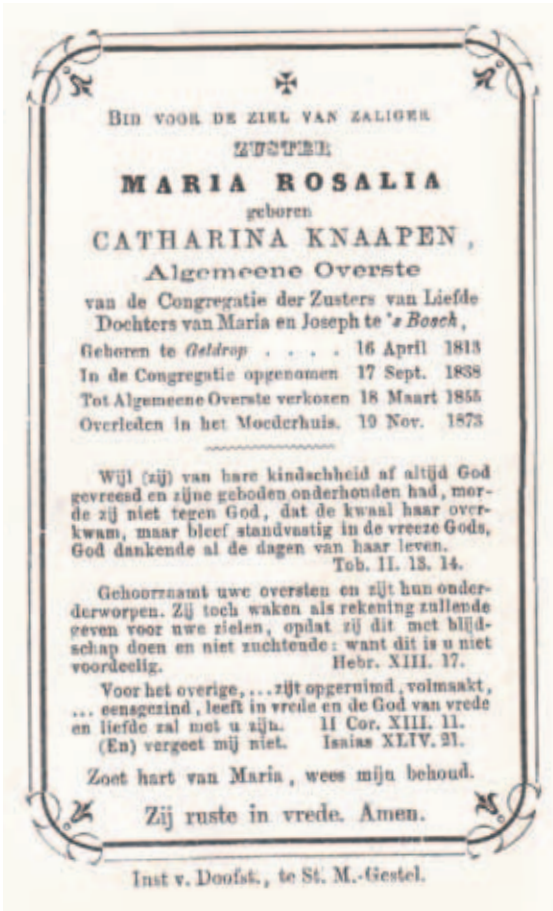 BID VOOR DE ZIEL VAN ZALIGER
ZUSTER
MARIA ROSALIA
geboren
CATHARINA KNAAPEN,
Algemeene Overste
van de Congregatie der Zusters van Liefde
Dochters van Maria en Joseph te 's Bosch,
Geboren te Geldrop . . . . 16 April 1813
In de Congregatie opgenomen 17 Sept. 1838
Tot Algemeene Overste verkozen 18 Maart 1855
Overleden in het Moederhuis. 19 Nov. 1873
Wijl (zij) van hare kindschheid af altijd God
gevreesd en zijne geboden onderhouden had, mor-
de zij niet tegen God, dat de kwaal haar over-
kwam, maar bleef standvastig in de vreeze Gods,
God dankende al de dagen van haar leven.
Tob. II. 13. 14.
Gehoorzaamt uwe oversten en zijt hun onder-
derworpen. Zij toch waken als rekening zullende
geven voor uwe zielen, opdat zij dit met blijd-
schap doen en niet zuchtende: want dit is u niet
voordeelig. Hebr. XIII. 17.
Voor het overige, ... zijt opgeruimd, volmaakt,
... eensgezind, leeft in vrede en de God van vrede
en liefde zal met u zijn. II Cor. XIII. 11.
(En) vergeet mij niet. Isaias XLIV. 21.
Zoet hart van Maria, wees mijn behoud.
Zij ruste in vrede. Amen.
Inst v. Doofst., te St. M.-Gestel.